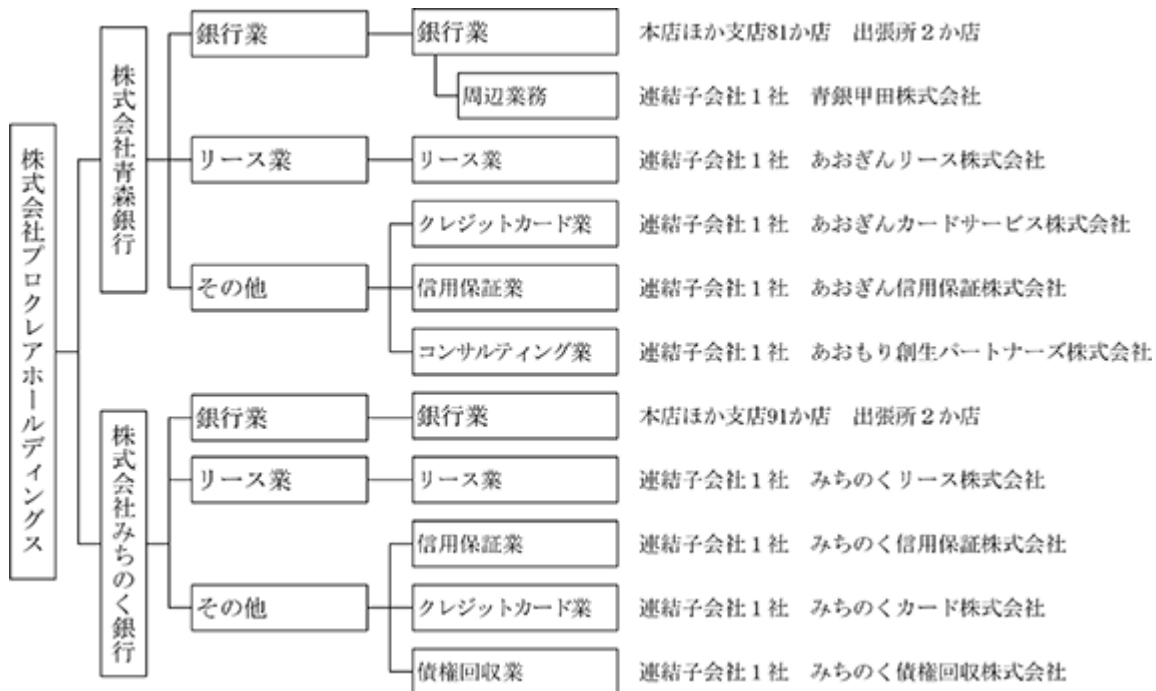 株式会社プロクレアホールディングス
株式会社青森銀行
銀行業
銀行業
本店ほか支店81か店 出張所２か店
周辺業務
連結子会社１社 青銀甲田株式会社
リース業
リース業
連結子会社１社 あおぎんリース株式会社
その他
クレジットカード業
連結子会社１社 あおぎんカードサービス株式会社
信用保証業
連結子会社１社 あおぎん信用保証株式会社
コンサルティング業
連結子会社１社 あおもり創生パートナーズ株式会社
株式会社みちのく銀行
銀行業
銀行業
本店ほか支店91か店 出張所２か店
リース業
リース業
連結子会社１社 みちのくリース株式会社
その他
信用保証業
連結子会社１社 みちのく信用保証株式会社
クレジットカード業
連結子会社１社 みちのくカード株式会社
債権回収業
連結子会社１社 みちのく債権回収株式会社